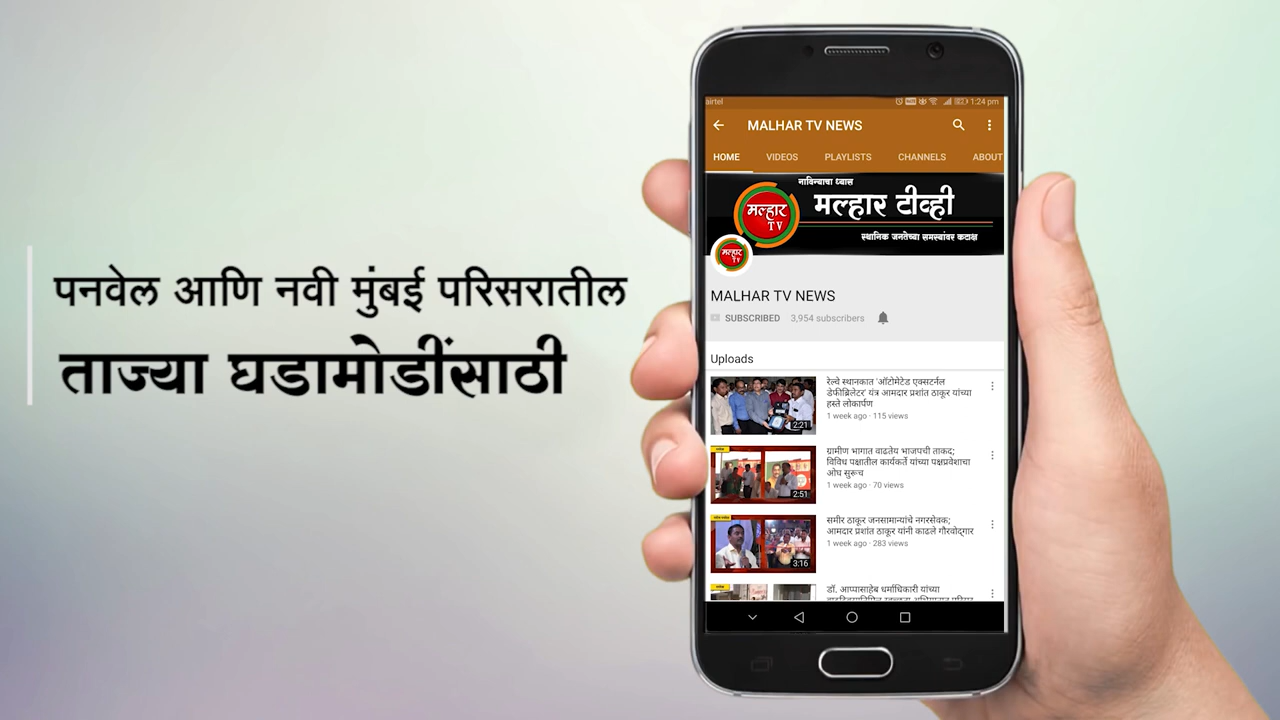 पनवेल आणि नवी मुंबई परिसरातील
ताज्या घडामोडींसाठी
airtel
1:24 pm
MALHAR TV NEWS
HOME VIDEOS PLAYLISTS CHANNELS ABOUT
नाविन्याचा ध्यास
मल्हार TV
मल्हार टीव्ही
स्थानिक जनतेच्या समस्यांवर कटाक्ष
मल्हार TV
MALHAR TV NEWS
SUBSCRIBED 3,954 subscribers
Uploads
रेल्वे स्थानकात 'ऑटोमेटेड एक्सटर्नल
डेफीब्रिलेटर' यंत्र आमदार प्रशांत ठाकूर यांच्या
हस्ते लोकार्पण
1 week ago · 115 views
2:21
ग्रामीण भागात वाढतेय भाजपची ताकद;
विविध पक्षातील कार्यकर्ते यांच्या पक्षप्रवेशाचा
ओघ सुरूच
1 week ago · 70 views
2:51
समीर ठाकूर जनसामान्यांचे नगरसेवक;
आमदार प्रशांत ठाकूर यांनी काढले गौरवोद्गार
1 week ago · 283 views
3:16
डॉ. आप्पासाहेब धर्माधिकारी यांच्या